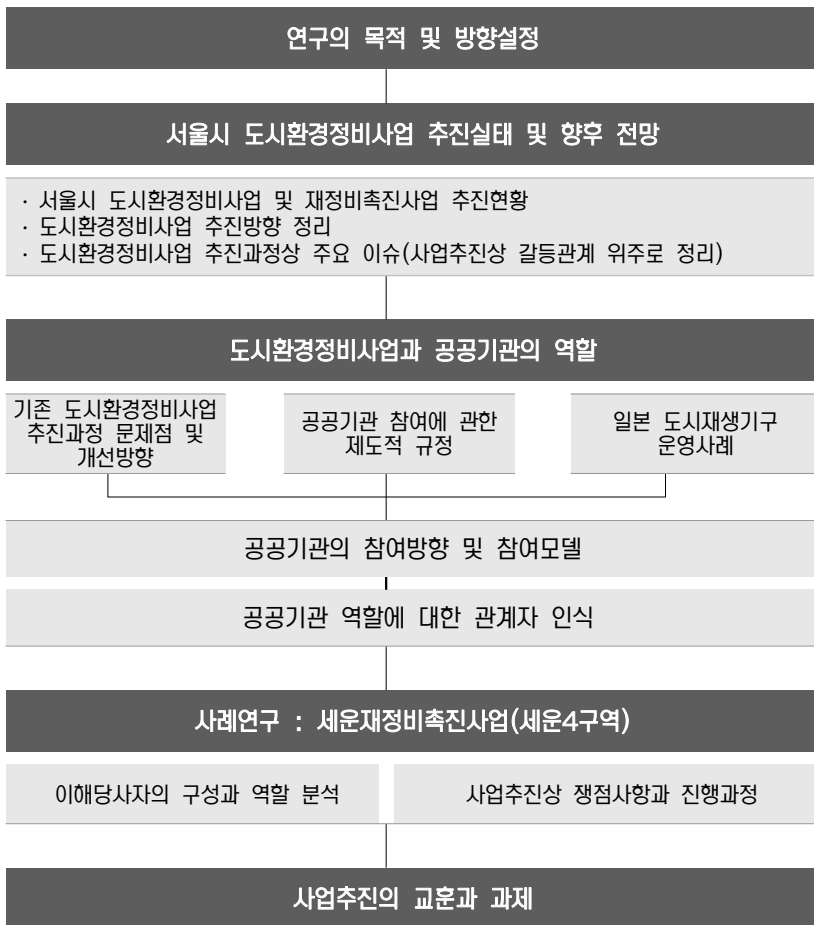 연구의 목적 및 방향설정
서울시 도시환경정비사업 추진실태 및 향후 전망
· 서울시 도시환경정비사업 및 재정비촉진사업 추진현황
· 도시환경정비사업 추진방향 정리
· 도시환경정비사업 추진과정상 주요 이슈(사업추진상 갈등관계 위주로 정리)
도시환경정비사업과 공공기관의 역할
기존 도시환경정비사업
추진과정 문제점 및
개선방향
공공기관 참여에 관한
제도적 규정
일본 도시재생기구
운영사례
공공기관의 참여방향 및 참여모델
공공기관 역할에 대한 관계자 인식
사례연구 : 세운재정비촉진사업(세운4구역)
이해당사자의 구성과 역할 분석
사업추진상 쟁점사항과 진행과정
사업추진의 교훈과 과제